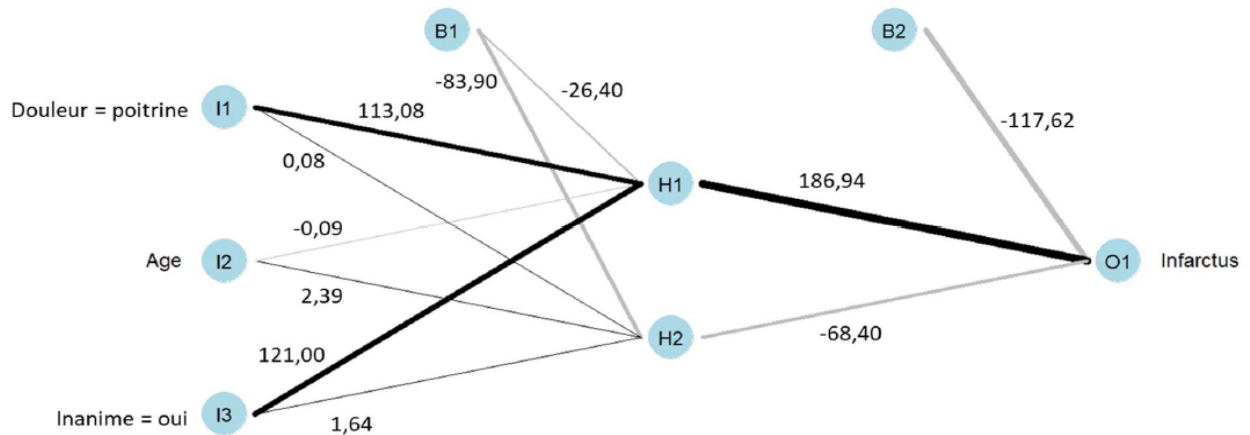 B1
B2
-83,90
-26,40
Douleur = poitrine
I1
113,08
-117,62
0,08
H1
186,94
-0,09
Age
I2
O1
Infarctus
2,39
H2
-68,40
121,00
Inanime = oui
I3
1,64